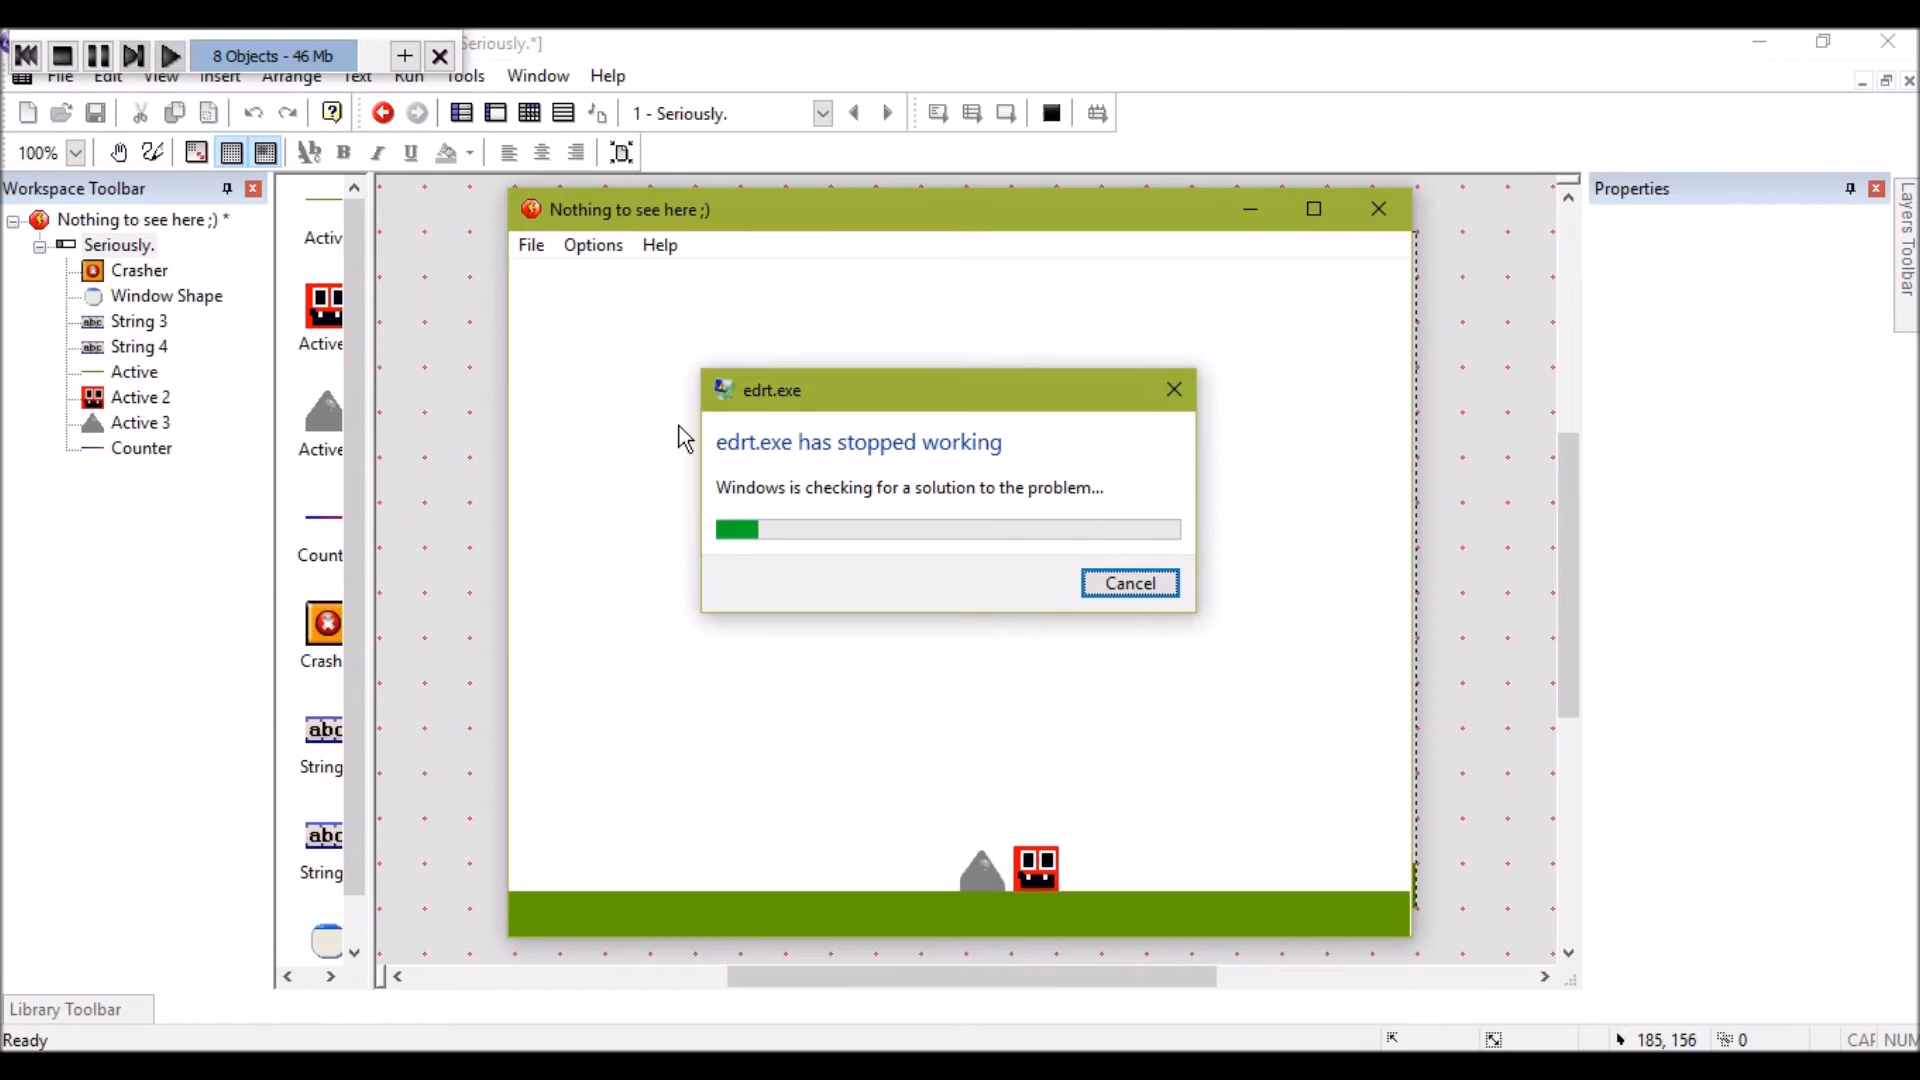 Seriously.*]
8 Objects - 46 Mb
File Edit View Insert Arrange Text Run Tools Window Help
1 - Seriously.
100%
Workspace Toolbar
Nothing to see here ;) *
Seriously.
Crasher
Window Shape
String 3
String 4
Active
Active 2
Active 3
Counter
Activ
Active
Active
Count
Crash
abc
String
abc
String
Nothing to see here ;)
File Options Help
edrt.exe
edrt.exe has stopped working
Windows is checking for a solution to the problem...
Cancel
Properties
Layers Toolbar
Library Toolbar
Ready
185, 156
0
CAP NUM